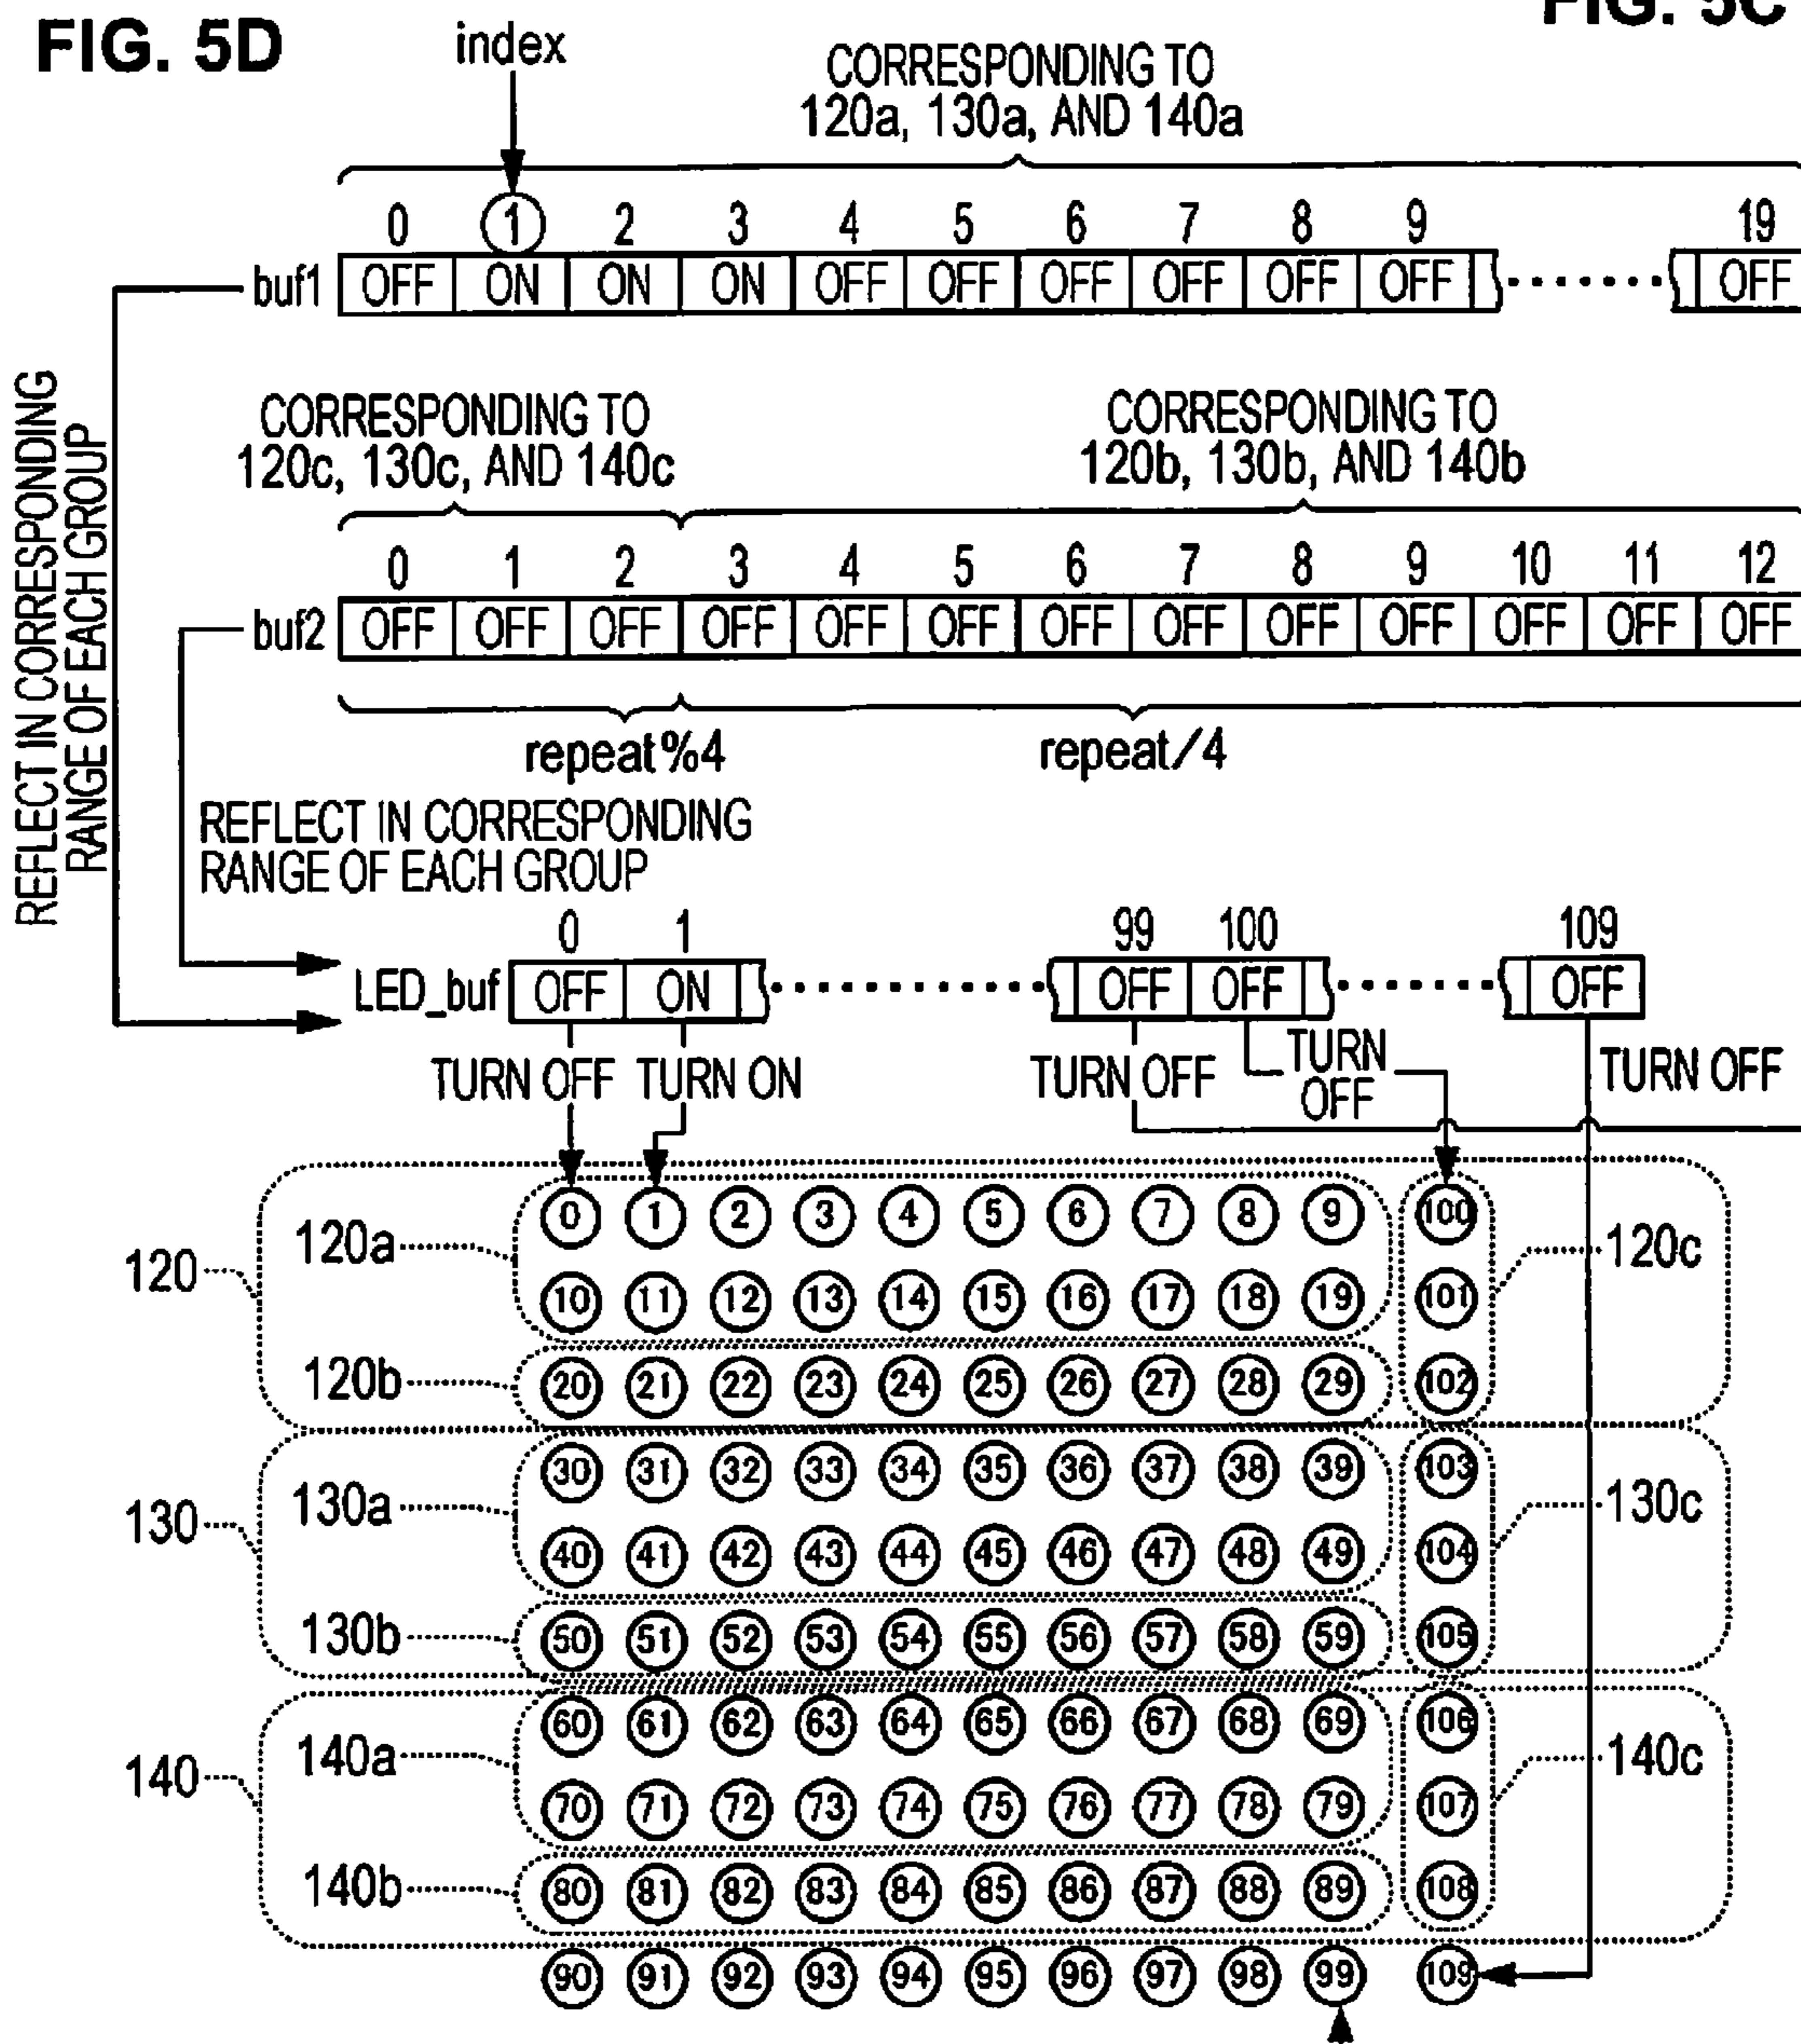 FIG. 5D
FIG. 5C
index
CORRESPONDING TO
120a, 130a, AND 140a
0 1 2 3 4 5 6 7 8 9 19
buf1 OFF ON ON ON OFF OFF OFF OFF OFF OFF OFF
REFLECT IN CORRESPONDING
RANGE OF EACH GROUP
CORRESPONDING TO
120c, 130c, AND 140c
CORRESPONDING TO
120b, 130b, AND 140b
0 1 2 3 4 5 6 7 8 9 10 11 12
buf2 OFF OFF OFF OFF OFF OFF OFF OFF OFF OFF OFF OFF OFF
repeat%4 repeat/4
REFLECT IN CORRESPONDING
RANGE OF EACH GROUP
0 1 99 100 109
LED_buf OFF ON OFF OFF OFF
TURN OFF TURN ON TURN OFF TURN
OFF
TURN OFF
0 1 2 3 4 5 6 7 8 9 100
120 120a 120c
10 11 12 13 14 15 16 17 18 19 101
120b 20 21 22 23 24 25 26 27 28 29 102
30 31 32 33 34 35 36 37 38 39 103
130 130a 130c
40 41 42 43 44 45 46 47 48 49 104
130b 50 51 52 53 54 55 56 57 58 59 105
60 61 62 63 64 65 66 67 68 69 106
140 140a 140c
70 71 72 73 74 75 76 77 78 79 107
140b 80 81 82 83 84 85 86 87 88 89 108
90 91 92 93 94 95 96 97 98 99 109